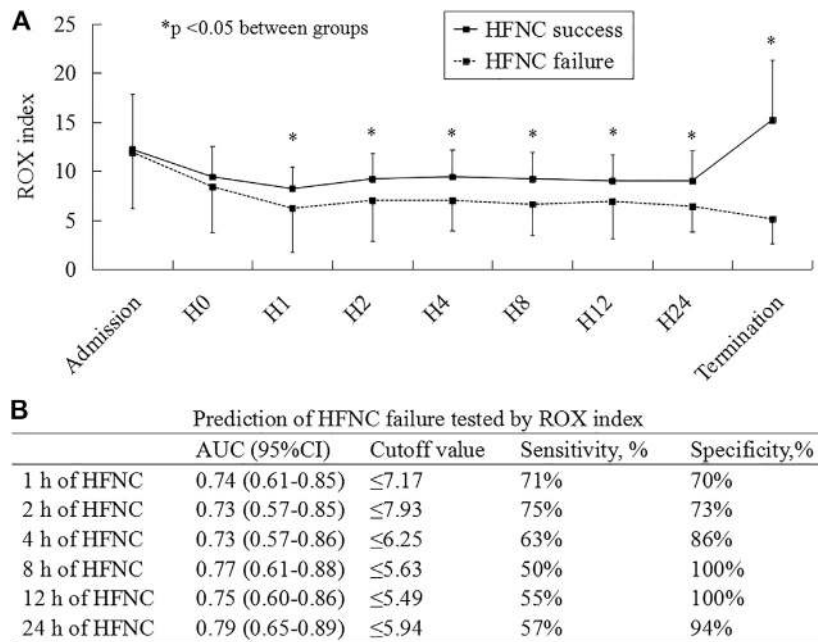 A
*p <0.05 between groups
HFNC success
HFNC failure
ROX index
25
20
15
10
5
0
* * * * * * *
Admission H0 H1 H2 H4 H8 H12 H24 Termination
B
Prediction of HFNC failure tested by ROX index
AUC (95%CI) Cutoff value Sensitivity, % Specificity,%
1 h of HFNC 0.74 (0.61-0.85) ≤7.17 71% 70%
2 h of HFNC 0.73 (0.57-0.85) ≤7.93 75% 73%
4 h of HFNC 0.73 (0.57-0.86) ≤6.25 63% 86%
8 h of HFNC 0.77 (0.61-0.88) ≤5.63 50% 100%
12 h of HFNC 0.75 (0.60-0.86) ≤5.49 55% 100%
24 h of HFNC 0.79 (0.65-0.89) ≤5.94 57% 94%